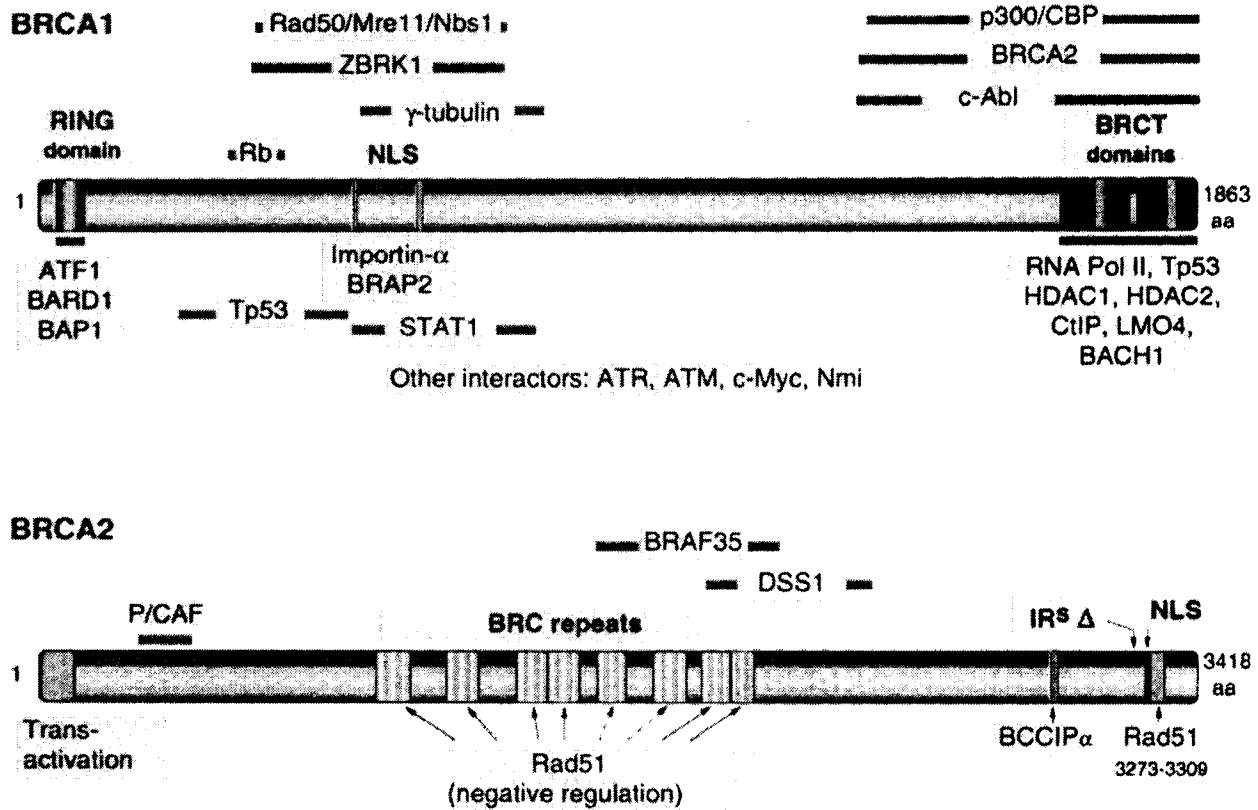 BRCA1
Rad50/Mre11/Nbs1
p300/CBP
ZBRK1
BRCA2
γ-tubulin
c-Abl
RING
domain
Rb
NLS
BRCT
domains
1
1863
aa
ATF1
BARD1
BAP1
Importin-α
BRAP2
Tp53
STAT1
RNA Pol II, Tp53
HDAC1, HDAC2,
CtIP, LMO4,
BACH1
Other interactors: ATR, ATM, c-Myc, Nmi
BRCA2
BRAF35
DSS1
P/CAF
BRC repeats
IRS Δ
NLS
1
3418
aa
Trans-
activation
Rad51
(negative regulation)
BCCIPα
Rad51
3273-3309